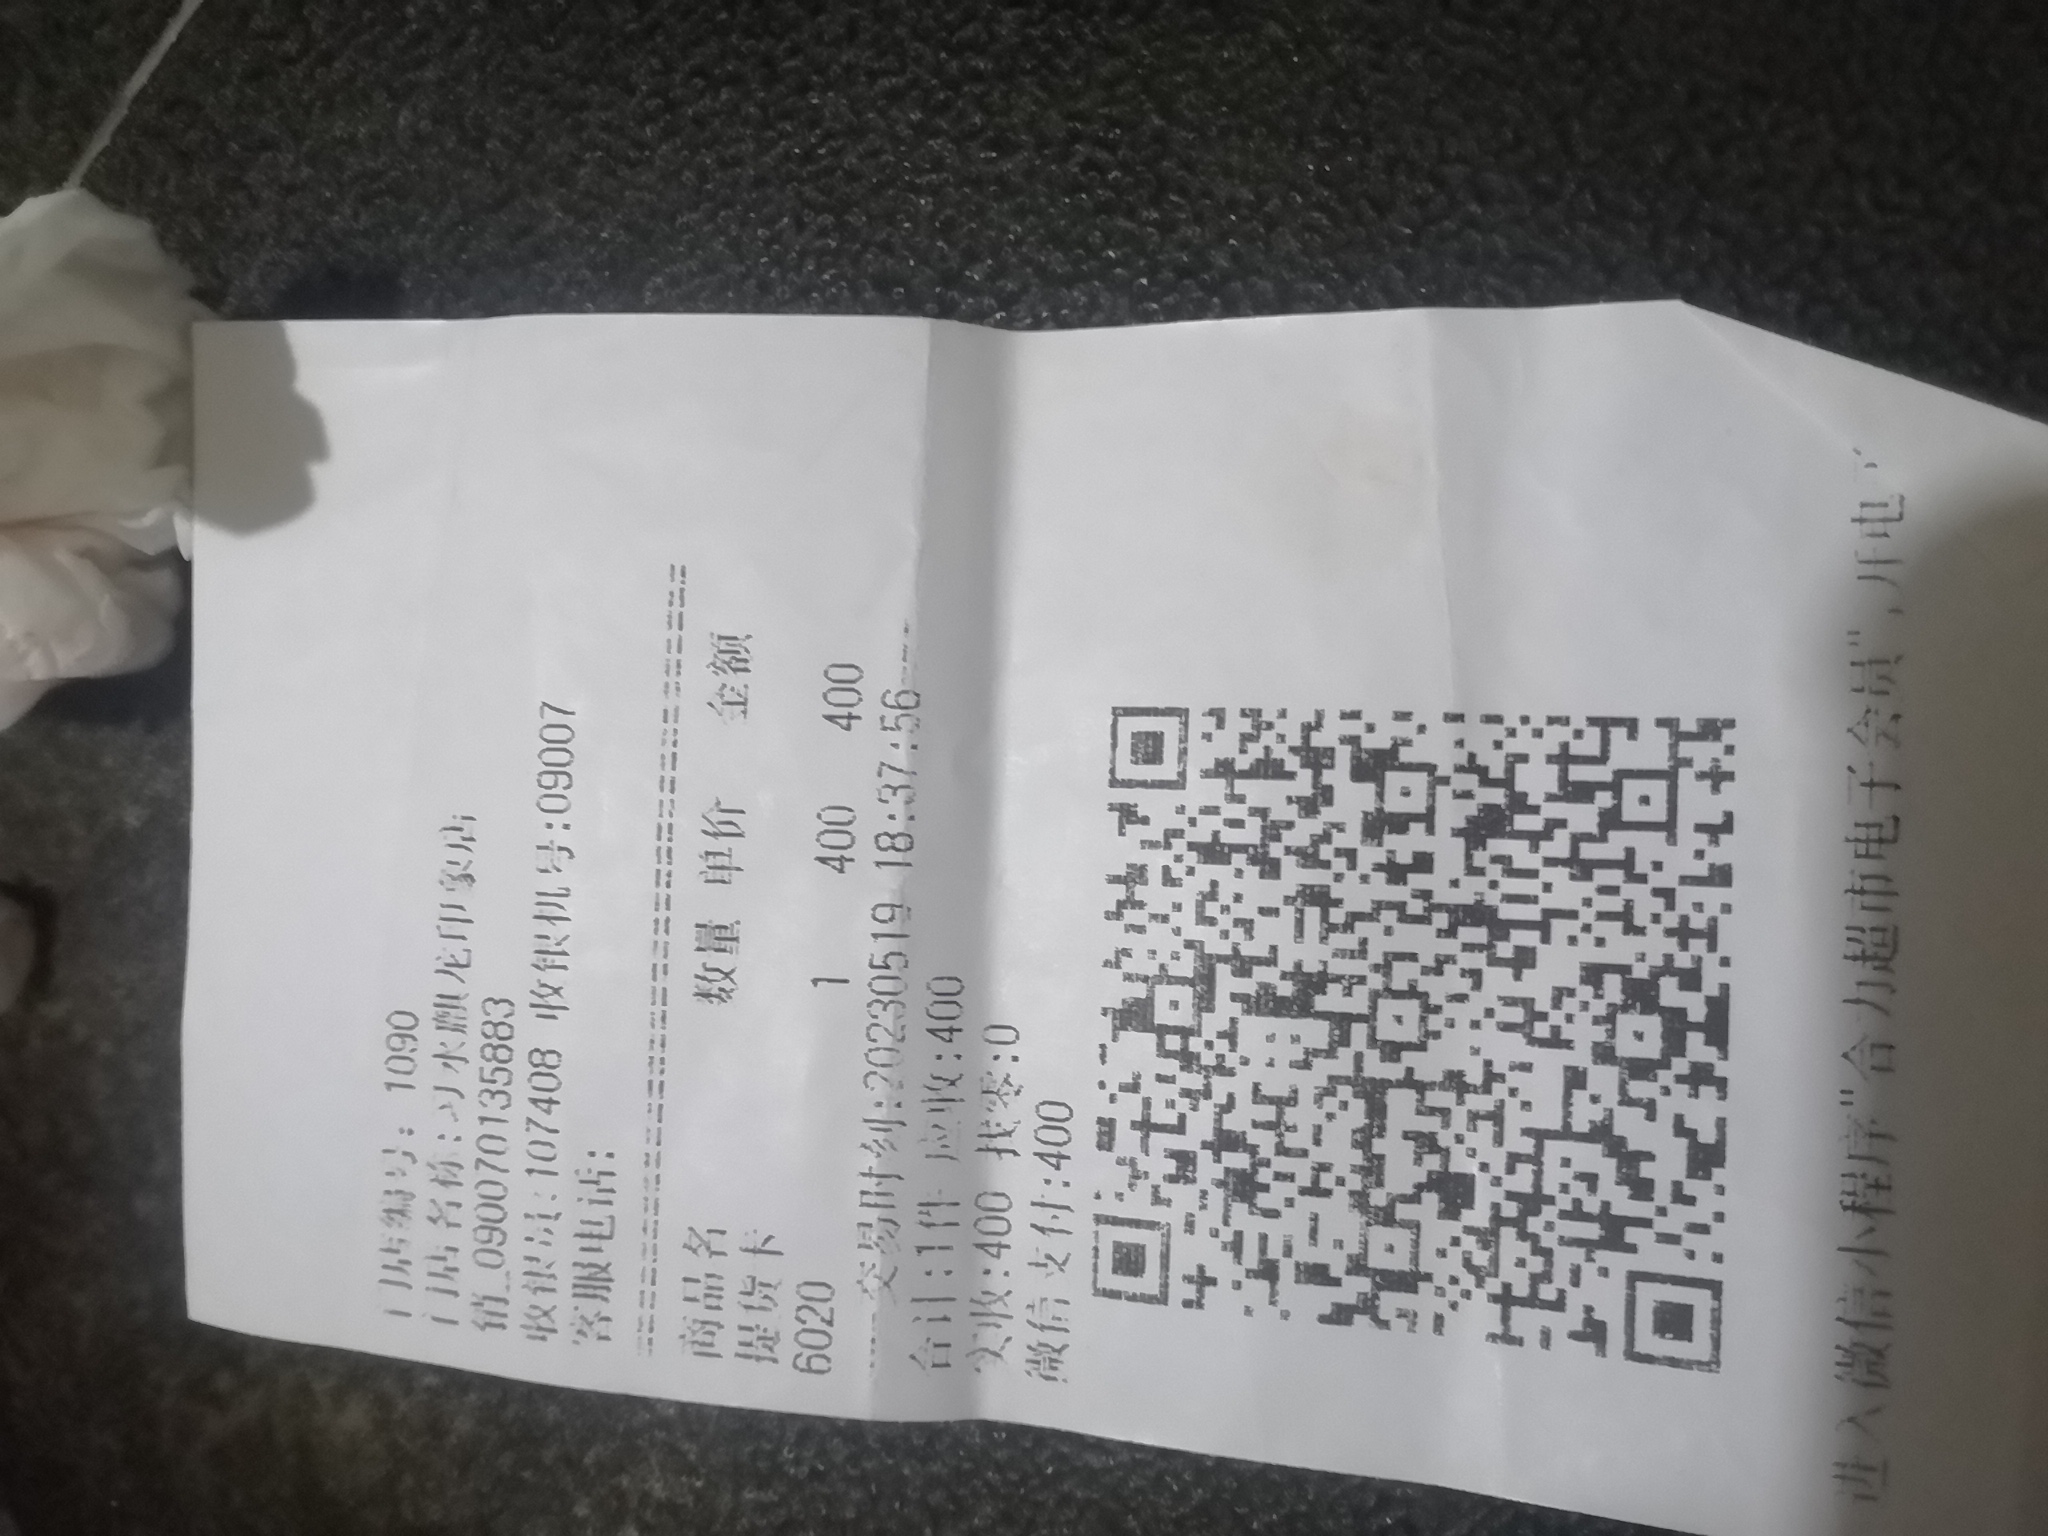 门店编号: 1090
门店名称:习水麒龙印象店
销_0900701358​83
收银员:107408 收银机号:09007
客服电话:
商品名 数量 单价 金额
提货卡
6020 1 400 400
交易时刻:20230519 18:37:56
合计:1件 应收:400
实收:400 找零:0
微信支付:400
进入微信小程序"合力超市电子会员",开电子